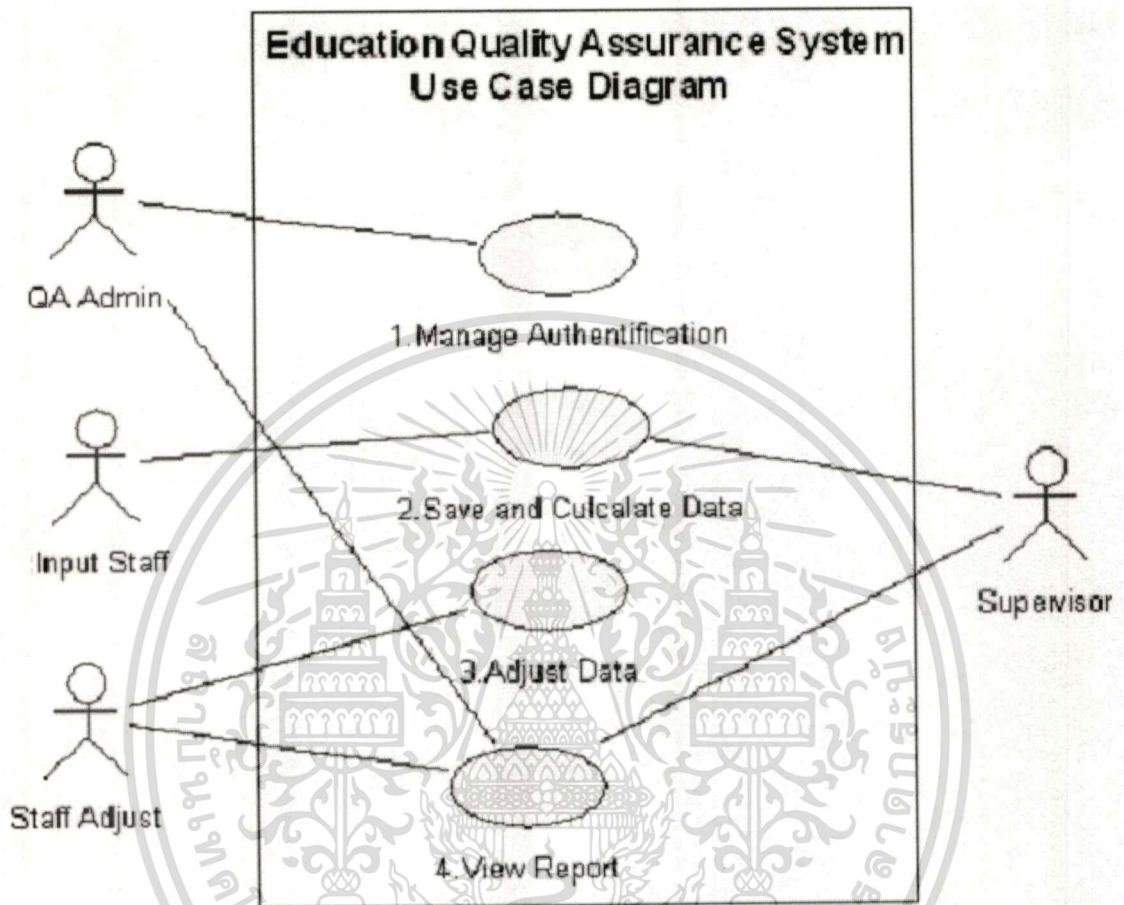 Education Quality Assurance System
Use Case Diagram
QA Admin
1.Manage Authentification
Input Staff
2.Save and Culcalate Data
Supervisor
3.Adjust Data
Staff Adjust
4.View Report